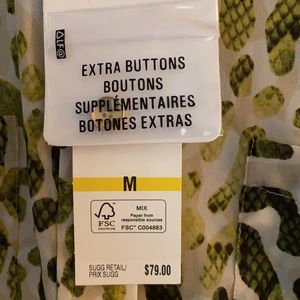 EXTRA BUTTONS
BOUTONS
SUPPLÉMENTAIRES
BOTONES EXTRAS
M
FSC
MIX
Paper from
responsible sources
FSC™ C004883
SUGG RETAIL/
PRIX SUGG
$79.00